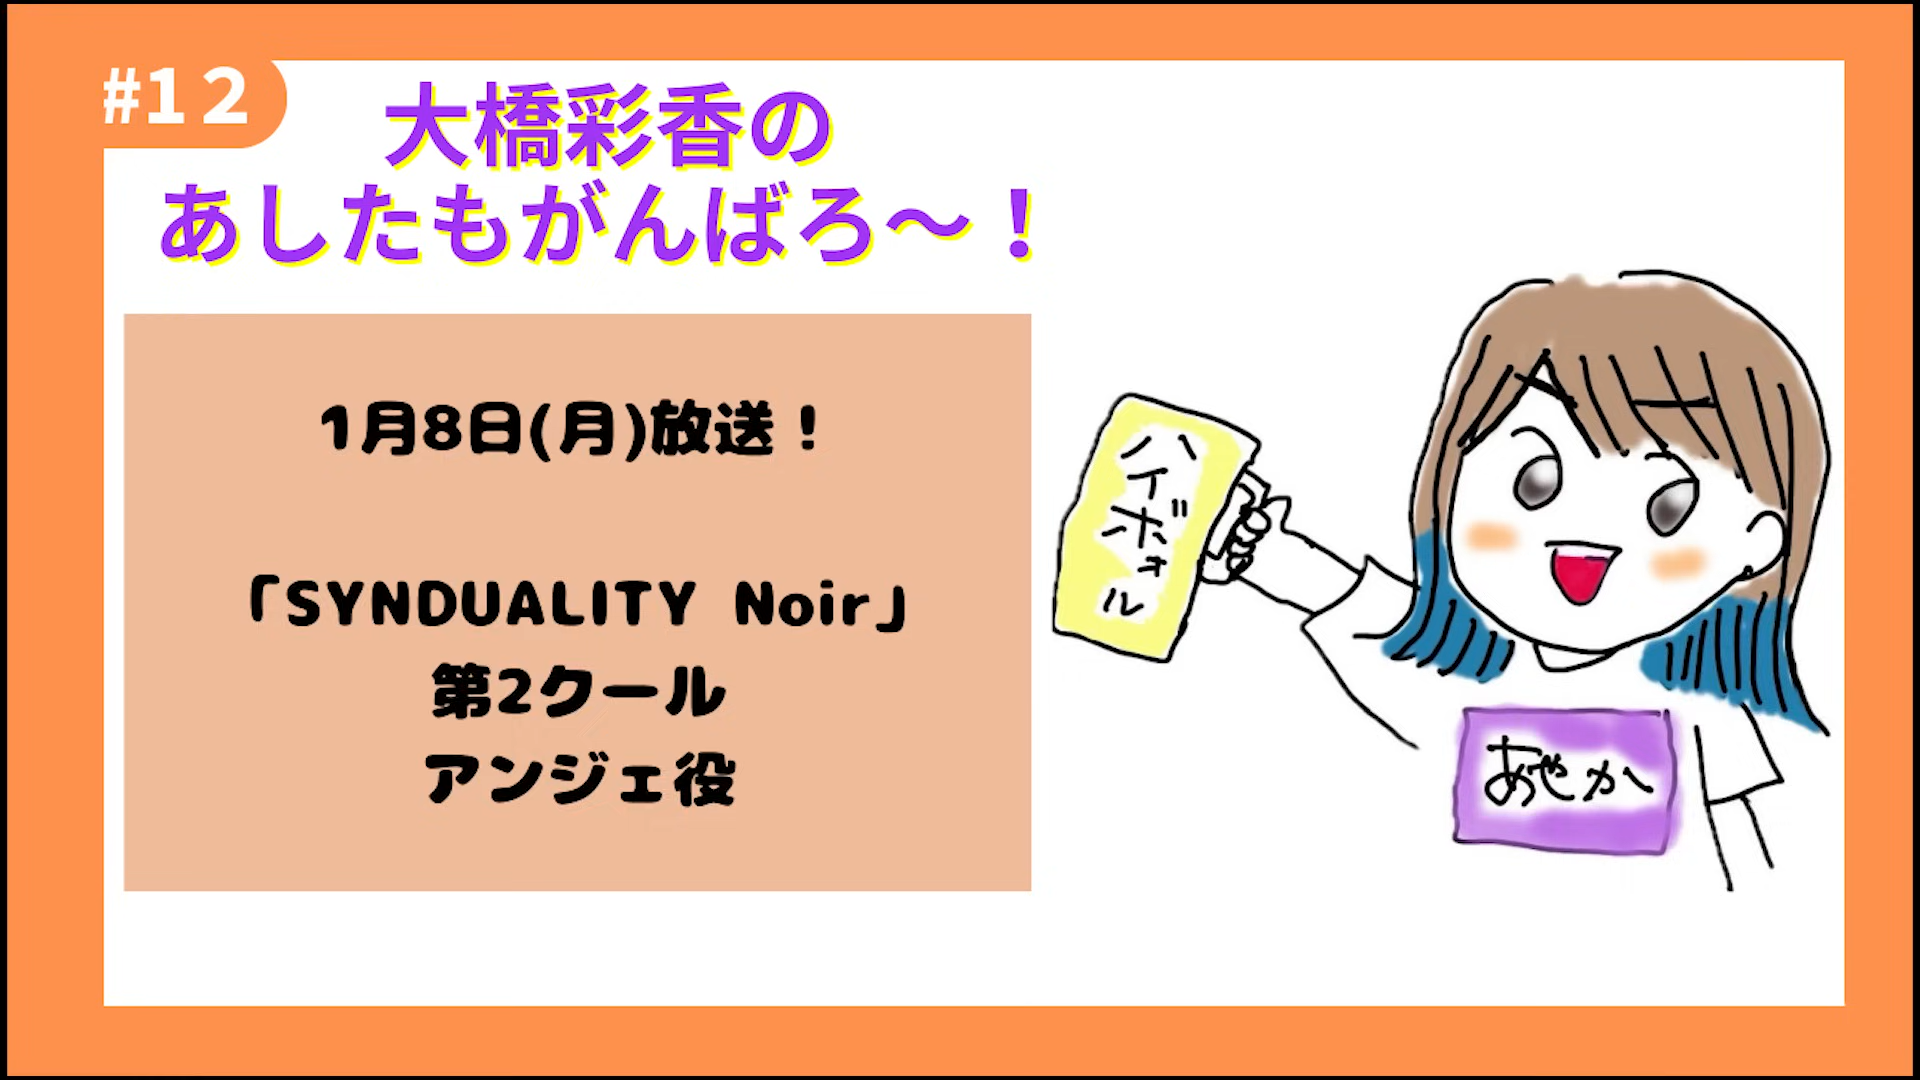 #12
大橋彩香の
あしたもがんばろ～！
1月8日(月)放送！
「SYNDUALITY Noir」
第2クール
アンジェ役
ハイボォル
あやか